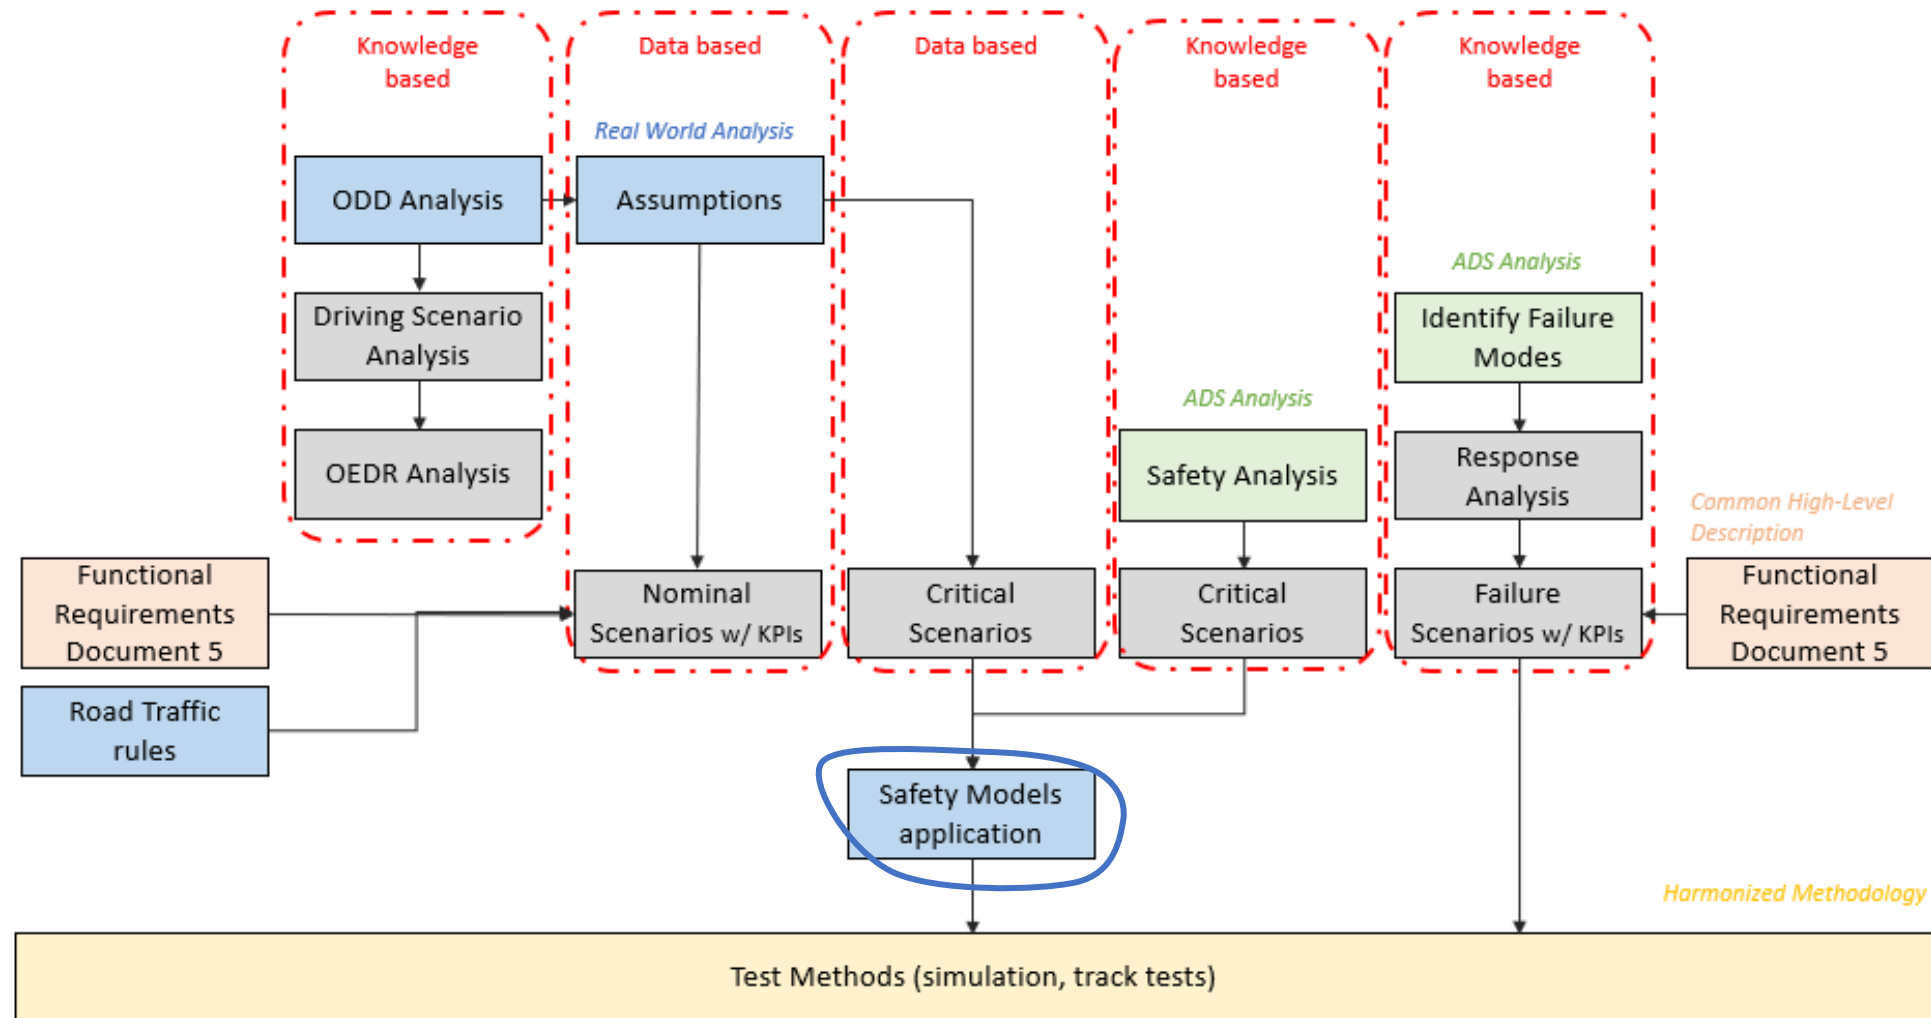 Knowledge
based
Data based
Data based
Knowledge
based
Knowledge
based
Real World Analysis
ODD Analysis
Assumptions
ADS Analysis
Driving Scenario
Analysis
Identify Failure
Modes
ADS Analysis
OEDR Analysis
Safety Analysis
Response
Analysis
Common High-Level
Description
Functional
Requirements
Document 5
Nominal
Scenarios w/ KPIs
Critical
Scenarios
Critical
Scenarios
Failure
Scenarios w/ KPIs
Functional
Requirements
Document 5
Road Traffic
rules
Safety Models
application
Harmonized Methodology
Test Methods (simulation, track tests)